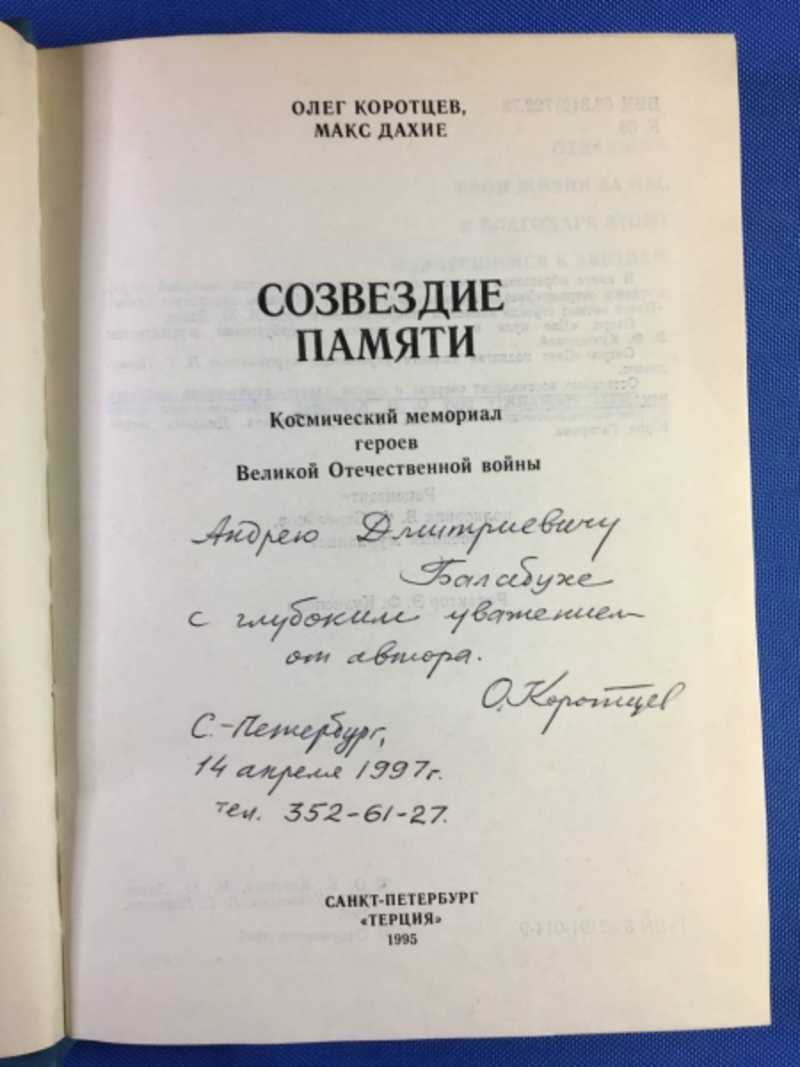 ОЛЕГ КОРОТЦЕВ,
МАКС ДАХИЕ
СОЗВЕЗДИЕ
ПАМЯТИ
Космический мемориал
героев
Великой Отечественной войны
Андрею Дмитриевичу
Балабухе
с глубоким уважением
от автора.
О. Коротцев
С.-Петербург,
14 апреля 1997 г.
тел. 352-61-27.
САНКТ-ПЕТЕРБУРГ
«ТЕРЦИЯ»
1995